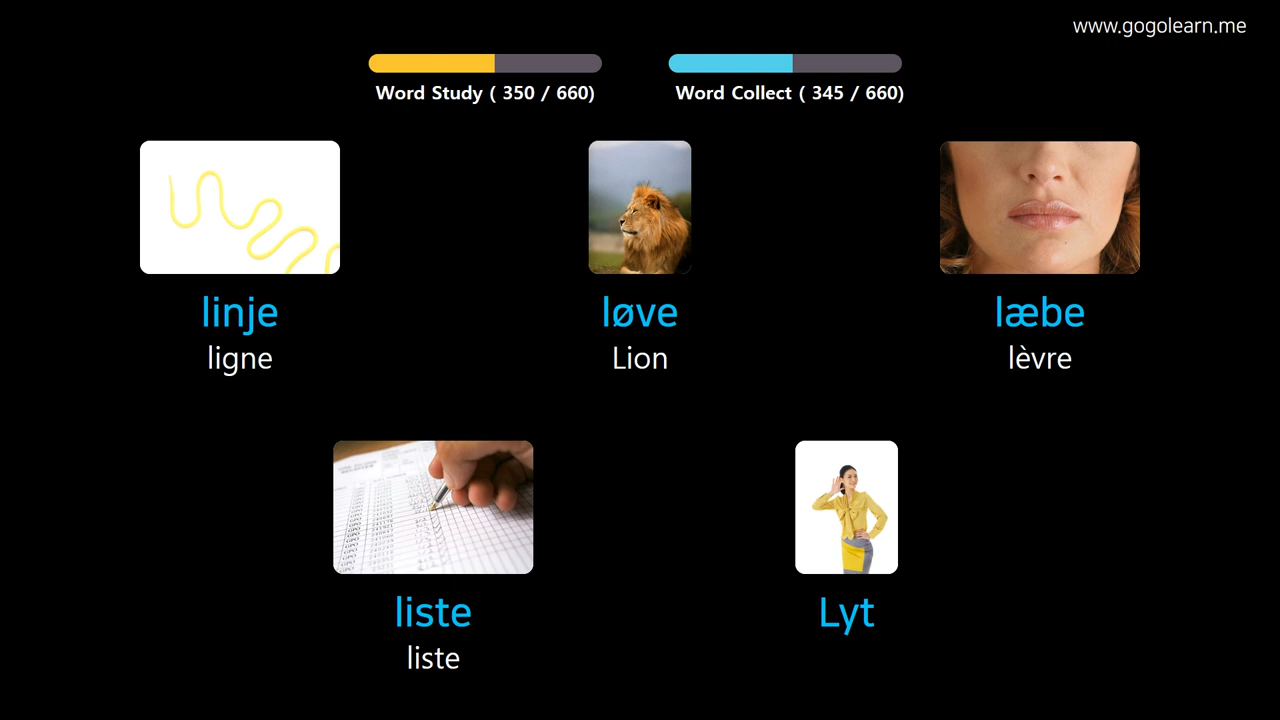 www.gogolearn.me
Word Study ( 350 / 660)
Word Collect ( 345 / 660)
linje
ligne
løve
Lion
læbe
lèvre
liste
liste
Lyt